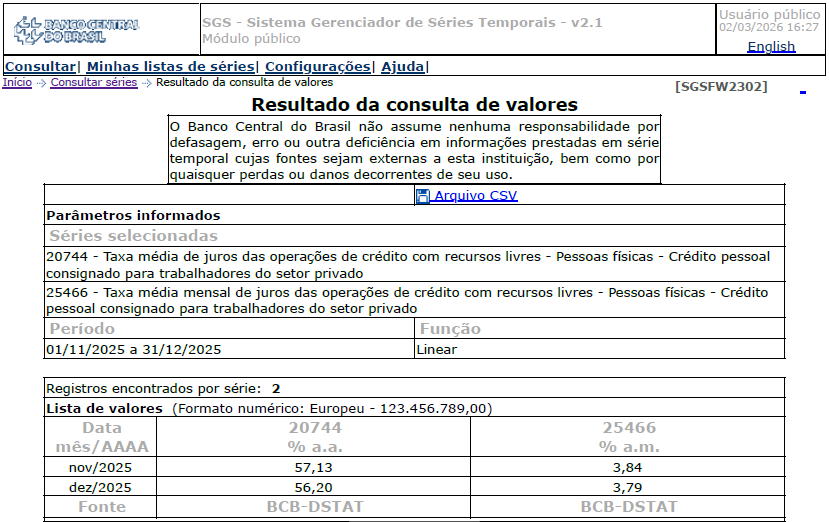 BANCO CENTRAL
DO BRASIL
SGS - Sistema Gerenciador de Séries Temporais - v2.1
Módulo público
Usuário público
02/03/2026 16:27
English
Consultar| Minhas listas de séries| Configurações| Ajuda|
Início -> Consultar séries -> Resultado da consulta de valores
[SGSFW2302]
Resultado da consulta de valores
O Banco Central do Brasil não assume nenhuma responsabilidade por
defasagem, erro ou outra deficiência em informações prestadas em série
temporal cujas fontes sejam externas a esta instituição, bem como por
quaisquer perdas ou danos decorrentes de seu uso.
Arquivo CSV
Parâmetros informados
Séries selecionadas
20744 - Taxa média de juros das operações de crédito com recursos livres - Pessoas físicas - Crédito pessoal
consignado para trabalhadores do setor privado
25466 - Taxa média mensal de juros das operações de crédito com recursos livres - Pessoas físicas - Crédito
pessoal consignado para trabalhadores do setor privado
Período Função
01/11/2025 a 31/12/2025 Linear
Registros encontrados por série: 2
Lista de valores (Formato numérico: Europeu - 123.456.789,00)
Data 20744 25466
mês/AAAA % a.a. % a.m.
nov/2025 57,13 3,84
dez/2025 56,20 3,79
Fonte BCB-DSTAT BCB-DSTAT